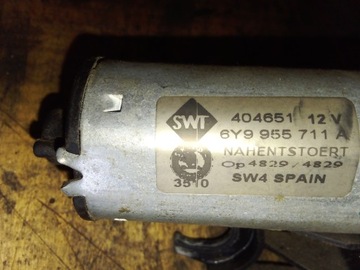 SWT 404651 12 V
6Y9 955 711 A
NAHENTSTOERT
Op 4829 / 4829
3510 SW4 SPAIN